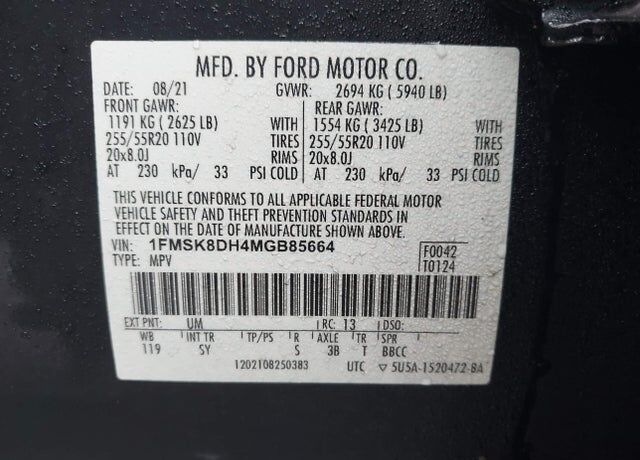 MFD. BY FORD MOTOR CO.
DATE: 08/21 GVWR: 2694 KG ( 5940 LB)
FRONT GAWR: REAR GAWR:
1191 KG ( 2625 LB) WITH 1554 KG ( 3425 LB) WITH
255/55R20 110V TIRES 255/55R20 110V TIRES
20x8.0J RIMS 20x8.0J RIMS
AT 230 kPa/ 33 PSI COLD AT 230 kPa/ 33 PSI COLD
THIS VEHICLE CONFORMS TO ALL APPLICABLE FEDERAL MOTOR
VEHICLE SAFETY AND THEFT PREVENTION STANDARDS IN
EFFECT ON THE DATE OF MANUFACTURE SHOWN ABOVE.
VIN: 1FMSK8DH4MGB85664 F0042
TYPE: MPV T0124
EXT PNT: UM RC: 13 DSO:
WB INT TR TP/PS R AXLE TR SPR
119 SY S 3B T BBCC
1202108250383 UTC ▽ 5U5A-1520472-BA